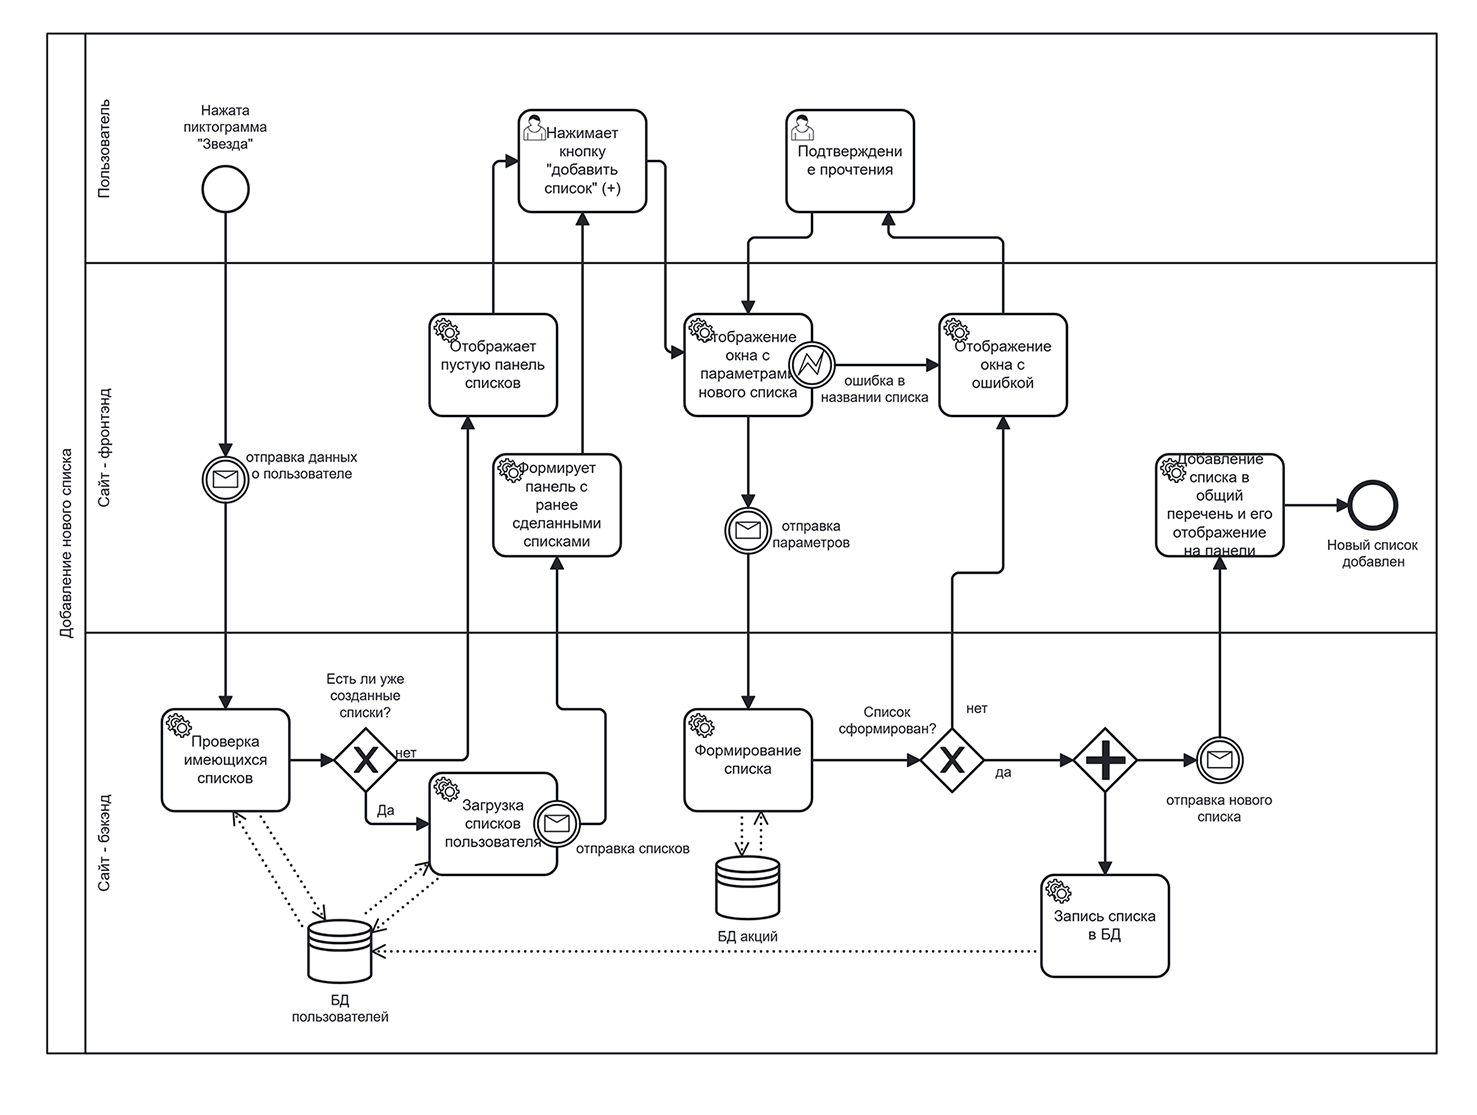 Добавление нового списка
Пользователь
Нажата
пиктограмма
"Звезда"
Нажимает
кнопку
"добавить
список" (+)
Подтверждени
е прочтения
Сайт - фронтэнд
отправка данных
о пользователе
Отображает
пустую панель
списков
Формирует
панель с
ранее
сделанными
списками
Отображение
окна с
параметрами
нового списка
ошибка в
названии списка
Отображение
окна с
ошибкой
отправка
параметров
Добавление
списка в
общий
перечень и его
отображение
на панели
Новый список
добавлен
Сайт - бэкэнд
Проверка
имеющихся
списков
Есть ли уже
созданные
списки?
нет
Да
Загрузка
списков
пользователя
отправка списков
БД
пользователей
Формирование
списка
БД акций
Список
сформирован?
нет
да
отправка нового
списка
Запись списка
в БД